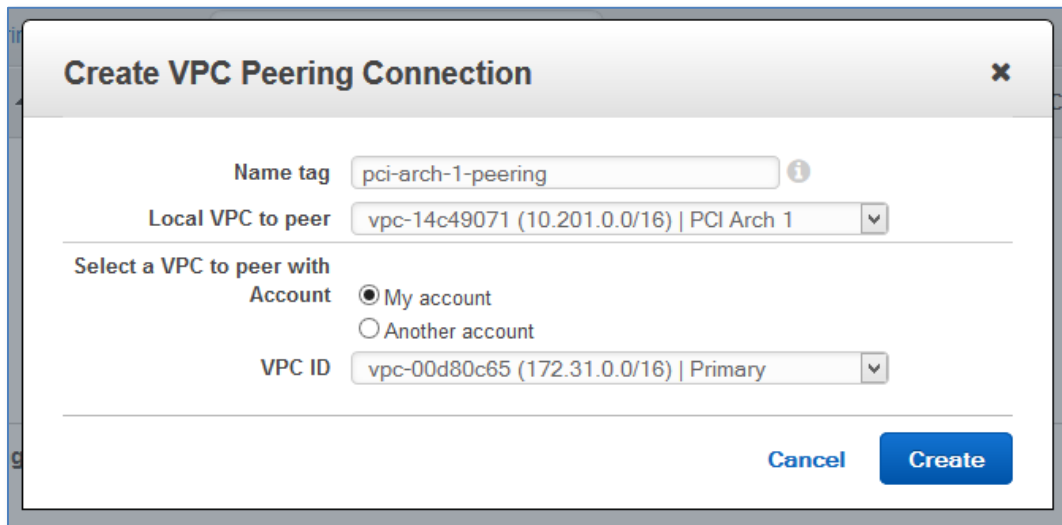 Create VPC Peering Connection
Name tag pci-arch-1-peering
Local VPC to peer vpc-14c49071 (10.201.0.0/16) | PCI Arch 1
Select a VPC to peer with
Account My account
Another account
VPC ID vpc-00d80c65 (172.31.0.0/16) | Primary
Cancel Create